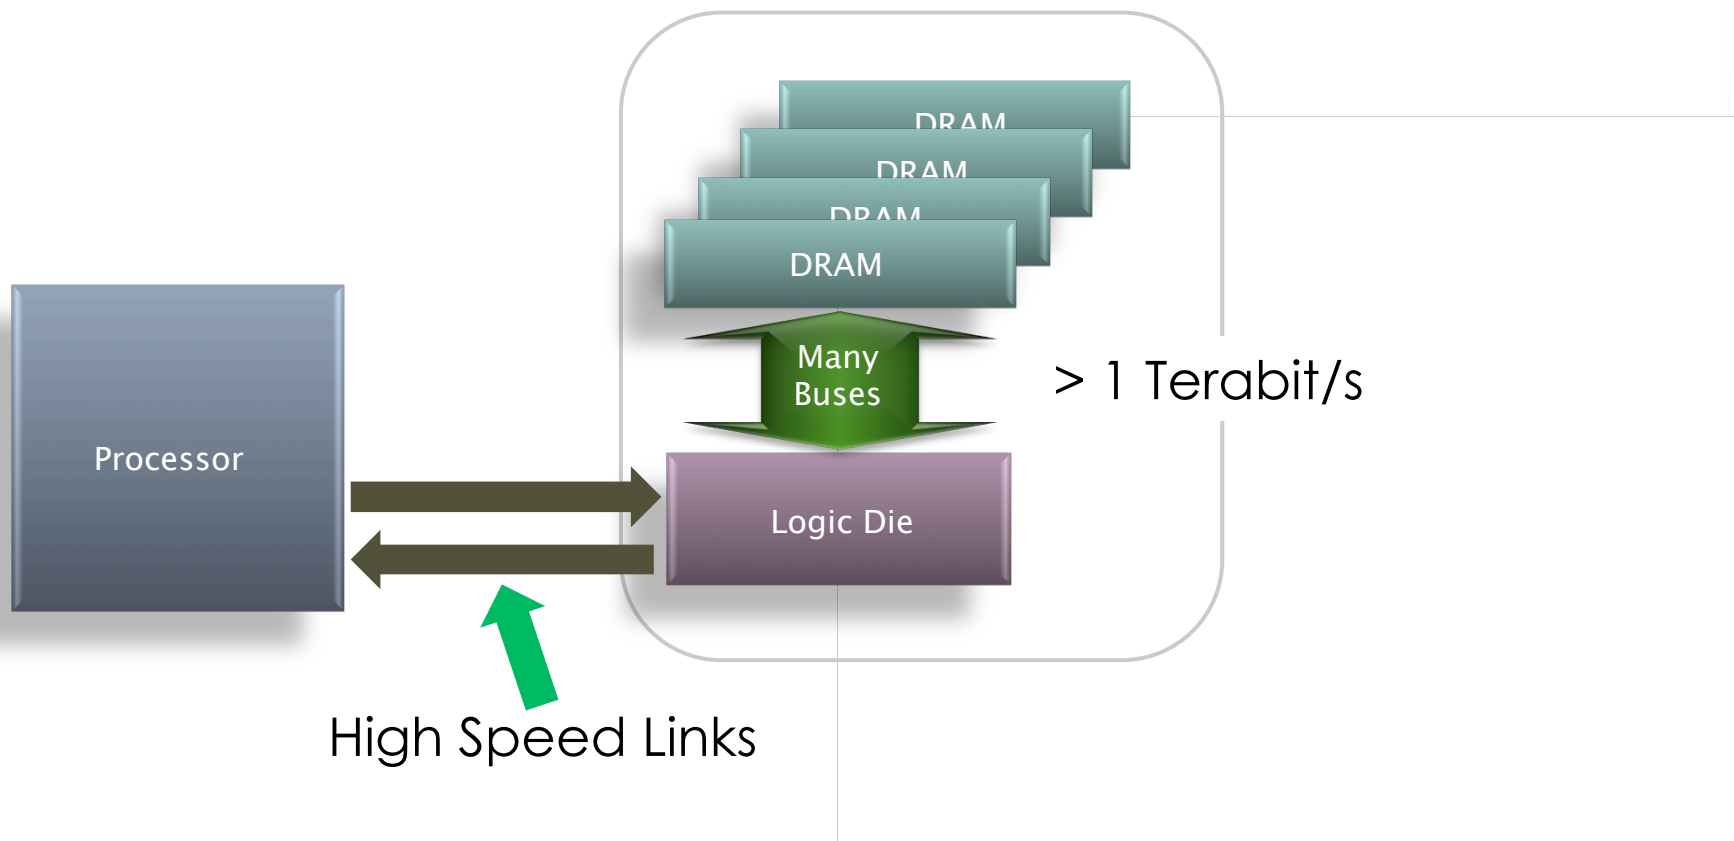 DRAM
DRAM
DRAM
DRAM
Many
Buses
> 1 Terabit/s
Processor
Logic Die
High Speed Links